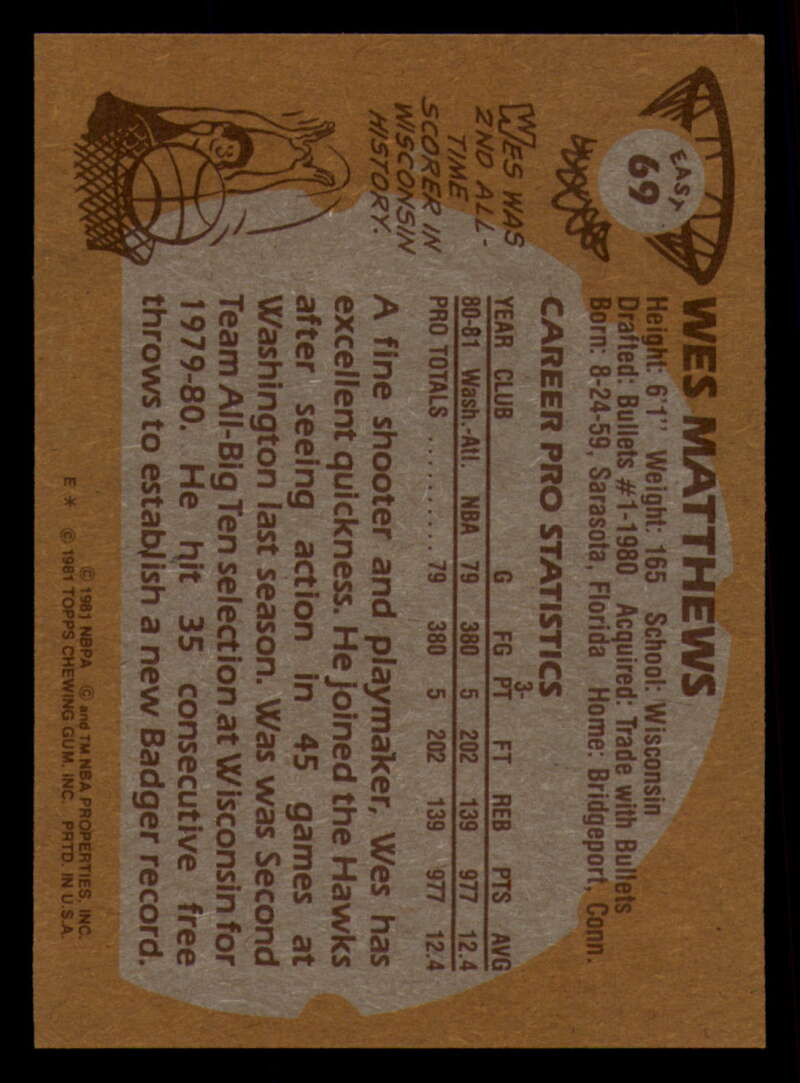 EAST
69
WES MATTHEWS
Height: 6'1" Weight: 165 School: Wisconsin
Drafted: Bullets #1-1980 Acquired: Trade with Bullets
Born: 8-24-59, Sarasota, Florida Home: Bridgeport, Conn.
CAREER PRO STATISTICS
YEAR CLUB G FG 3-PT FT REB PTS AVG
80-81 Wash.-Atl. NBA 79 380 5 202 139 977 12.4
PRO TOTALS .......... 79 380 5 202 139 977 12.4
WES WAS
2ND ALL-
TIME
SCORER IN
WISCONSIN
HISTORY.
A fine shooter and playmaker, Wes has
excellent quickness. He joined the Hawks
after seeing action in 45 games at
Washington last season. Was was Second
Team All-Big Ten selection at Wisconsin for
1979-80. He hit 35 consecutive free
throws to establish a new Badger record.
© 1981 NBPA © and TM NBA PROPERTIES, INC.
E * © 1981 TOPPS CHEWING GUM, INC. PRTD. IN U.S.A.